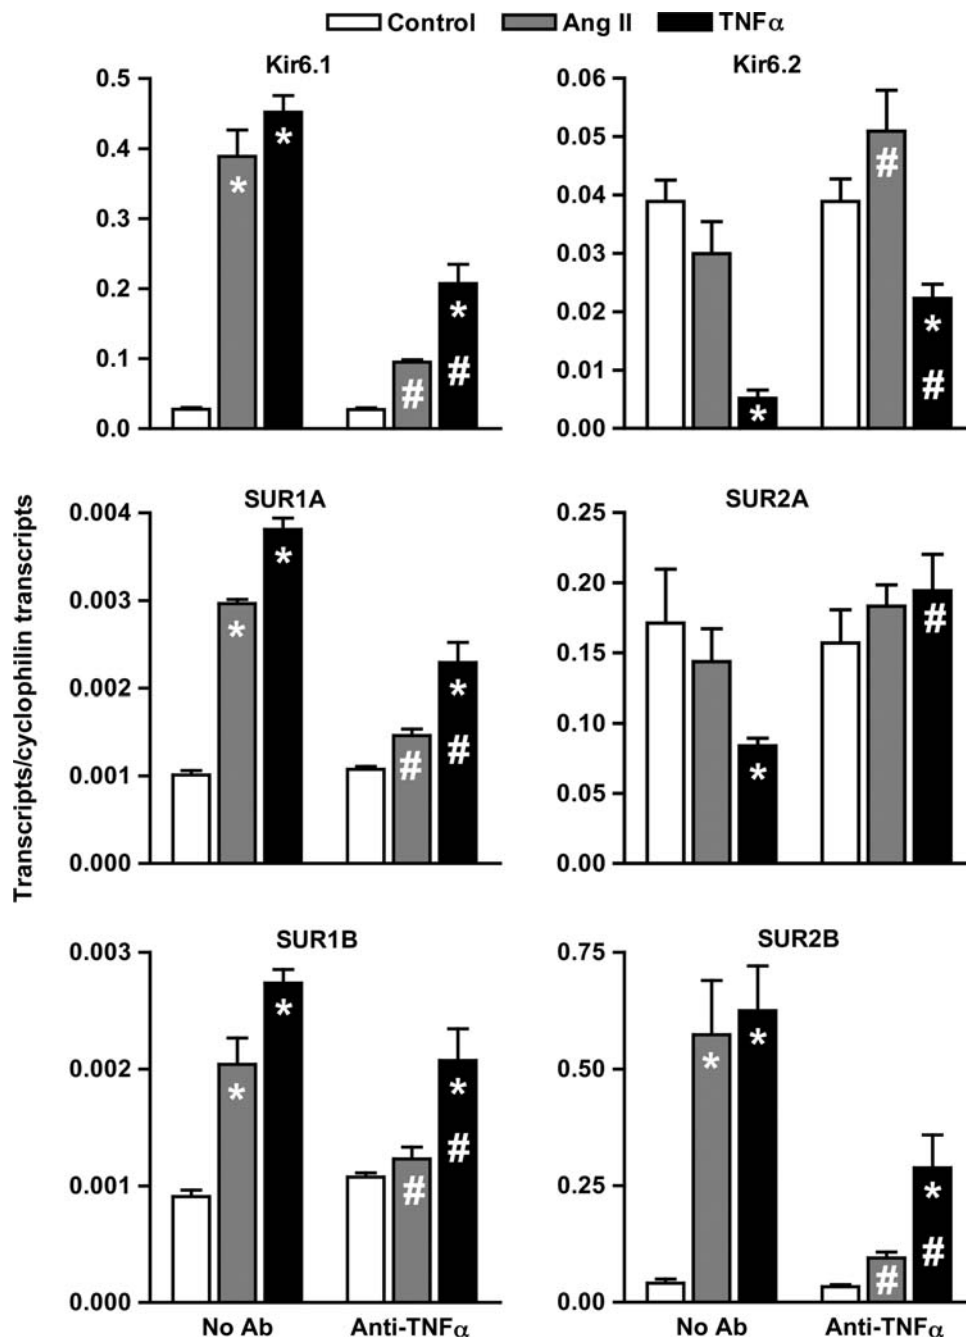 Control Ang II TNFα
Kir6.1 Kir6.2
0.5 0.06
0.05
0.4
* * #
0.04
0.3
0.03
0.2
* 0.02 *
0.1 #
# 0.01 #
*
0.0 0.00
Transcripts/cyclophilin transcripts
SUR1A SUR2A
0.004 0.25
*
0.003 0.20
* #
0.15
0.002
*
0.10
# # *
0.001
0.05
0.000 0.00
SUR1B SUR2B
0.003 0.75
*
* *
0.002 0.50
* *
#
0.001 # 0.25 *
#
#
0.000 0.00
No Ab Anti-TNFα No Ab Anti-TNFα